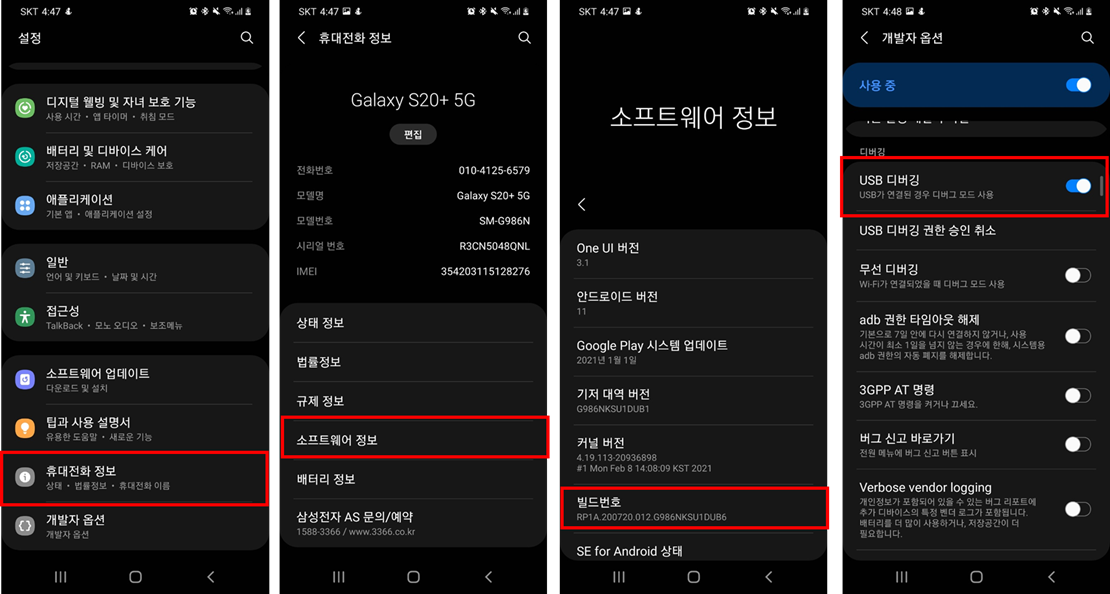 SKT 4:47
설정
디지털 웰빙 및 자녀 보호 기능
사용 시간 • 앱 타이머 • 취침 모드
배터리 및 디바이스 케어
저장공간 • RAM • 디바이스 보호
애플리케이션
기본 앱 • 애플리케이션 설정
일반
언어 및 키보드 • 날짜 및 시간
접근성
TalkBack • 모노 오디오 • 보조메뉴
소프트웨어 업데이트
다운로드 및 설치
팁과 사용 설명서
유용한 도움말 • 새로운 기능
휴대전화 정보
상태 • 법률정보 • 휴대전화 이름
개발자 옵션
개발자 옵션
SKT 4:47
휴대전화 정보
Galaxy S20+ 5G
편집
전화번호 010-4125-6579
모델명 Galaxy S20+ 5G
모델번호 SM-G986N
시리얼 번호 R3CN5048QNL
IMEI 354203115128276
상태 정보
법률정보
규제 정보
소프트웨어 정보
배터리 정보
삼성전자 AS 문의/예약
1588-3366 / www.3366.co.kr
SKT 4:47
소프트웨어 정보
One UI 버전
3.1
안드로이드 버전
11
Google Play 시스템 업데이트
2021년 1월 1일
기저 대역 버전
G986NKSU1DUB1
커널 버전
4.19.113-20936898
#1 Mon Feb 8 14:08:09 KST 2021
빌드번호
RP1A.200720.012.G986NKSU1DUB6
SE for Android 상태
SKT 4:48
개발자 옵션
사용 중
디버깅
USB 디버깅
USB가 연결된 경우 디버그 모드 사용
USB 디버깅 권한 승인 취소
무선 디버깅
Wi-Fi가 연결되었을 때 디버그 모드 사용
adb 권한 타임아웃 해제
기본으로 7일 안에 다시 연결하지 않거나, 사용
시간이 최소 1일을 넘지 않는 경우에 한해, 시스템용
adb 권한의 자동 폐지를 해제합니다.
3GPP AT 명령
3GPP AT 명령을 켜거나 끄세요.
버그 신고 바로가기
전원 메뉴에 버그 신고 버튼 표시
Verbose vendor logging
개인정보가 포함되어 있을 수 있는 버그 리포트에
추가 디바이스의 특정 벤더 로그가 포함됩니다.
배터리를 더 많이 사용하거나, 저장공간이 더
필요합니다.